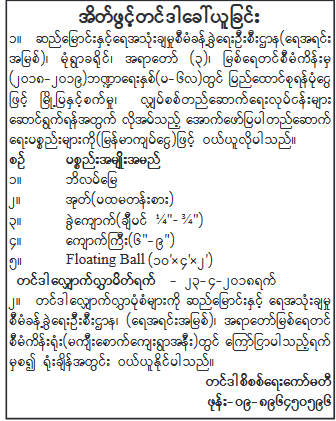 အိတ်ဖွင့်တင်ဒါခေါ်ယူခြင်း
၁။ ဆည်မြောင်းနှင့်ရေအသုံးချမှုစီမံခန့်ခွဲရေးဦးစီးဌာန(ရေအရင်း
အမြစ်)၊ မုံရွာခရိုင်၊ အရာတော် (၃)၊ မြစ်ရေတင်စီမံကိန်းမှ
(၂၀၁၈-၂၀၁၉)ဘဏ္ဍာရေးနှစ်(မ-၆လ)တွင် ပြည်ထောင်စုရန်ပုံငွေ
ဖြင့် မြို့ပြနှင့်စက်မှု၊ လျှပ်စစ်တည်ဆောက်ရေးလုပ်ငန်းများ
ဆောင်ရွက်ရန်အတွက် လိုအပ်သည့် အောက်ဖော်ပြပါတည်ဆောက်
ရေးပစ္စည်းများကို(မြန်မာကျပ်ငွေ)ဖြင့် ဝယ်ယူလိုပါသည်။
စဉ် ပစ္စည်းအမျိုးအမည်
၁။ ဘိလပ်မြေ
၂။ အုတ်(ပထမတန်းစား)
၃။ ခွဲကျောက်(ချီပင် ¼"- ¾")
၄။ ကျောက်ကြီး(၆"-၉")
၅။ Floating Ball (၁၀'×၄'×၂')
တင်ဒါလျှောက်လွှာပိတ်ရက် - ၂၃-၄-၂၀၁၈ရက်
၂။ တင်ဒါလျှောက်လွှာပုံစံများကို ဆည်မြောင်းနှင့် ရေအသုံးချမှု
စီမံခန့်ခွဲရေးဦးစီးဌာန၊ (ရေအရင်းအမြစ်)၊ အရာတော်မြစ်ရေတင်
စီမံကိန်းရုံး(မကျီးစောက်ကျေးရွာအနီး)တွင် ကြော်ငြာပါသည့်ရက်
မှစ၍ ရုံးချိန်အတွင်း ဝယ်ယူနိုင်ပါသည်။
တင်ဒါစိစစ်ရေးကော်မတီ
ဖုန်း-၀၉-၈၉၆၄၅၀၅၉၆